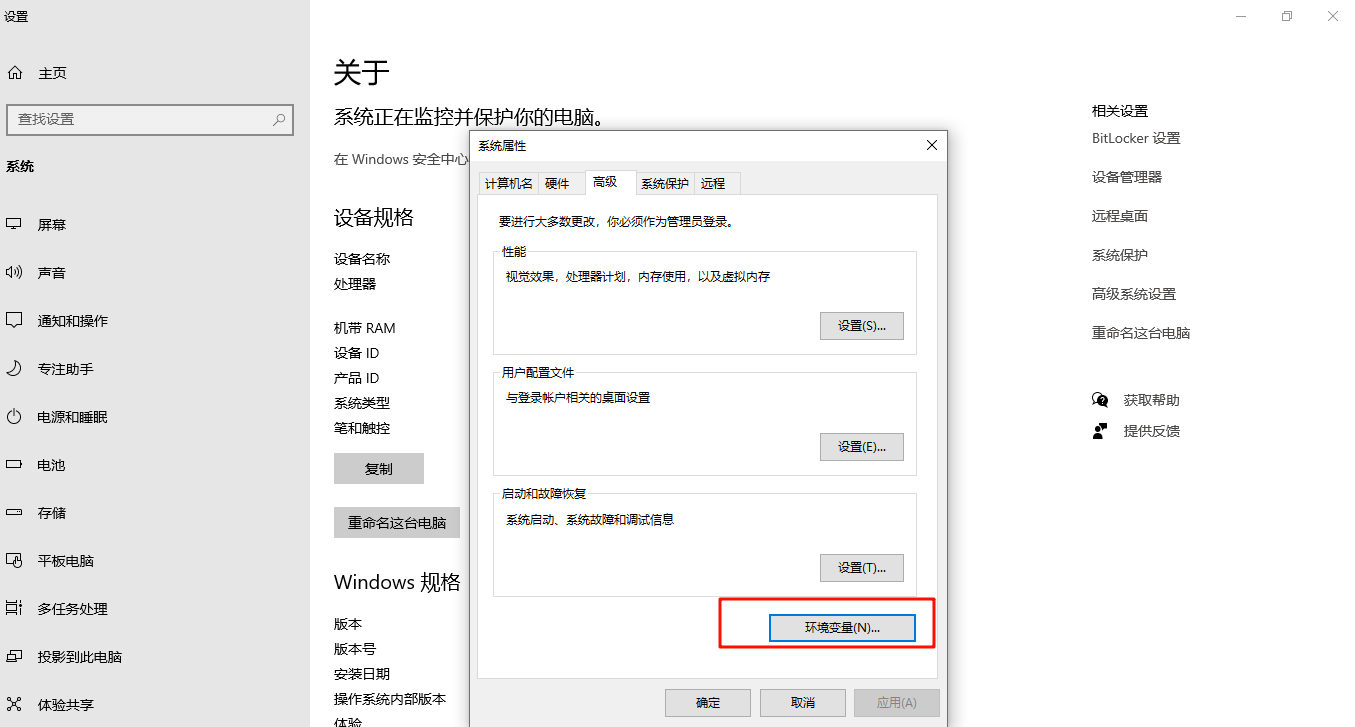 设置
主页
查找设置
系统
屏幕
声音
通知和操作
专注助手
电源和睡眠
电池
存储
平板电脑
多任务处理
投影到此电脑
体验共享
关于
系统正在监控并保护你的电脑。
在 Windows 安全中心
设备规格
设备名称
处理器
机带 RAM
设备 ID
产品 ID
系统类型
笔和触控
复制
重命名这台电脑
Windows 规格
版本
版本号
安装日期
操作系统内部版本
体验
系统属性
计算机名 硬件 高级 系统保护 远程
要进行大多数更改，你必须作为管理员登录。
性能
视觉效果，处理器计划，内存使用，以及虚拟内存
设置(S)...
用户配置文件
与登录帐户相关的桌面设置
设置(E)...
启动和故障恢复
系统启动、系统故障和调试信息
设置(T)...
环境变量(N)...
确定 取消 应用(A)
相关设置
BitLocker 设置
设备管理器
远程桌面
系统保护
高级系统设置
重命名这台电脑
获取帮助
提供反馈